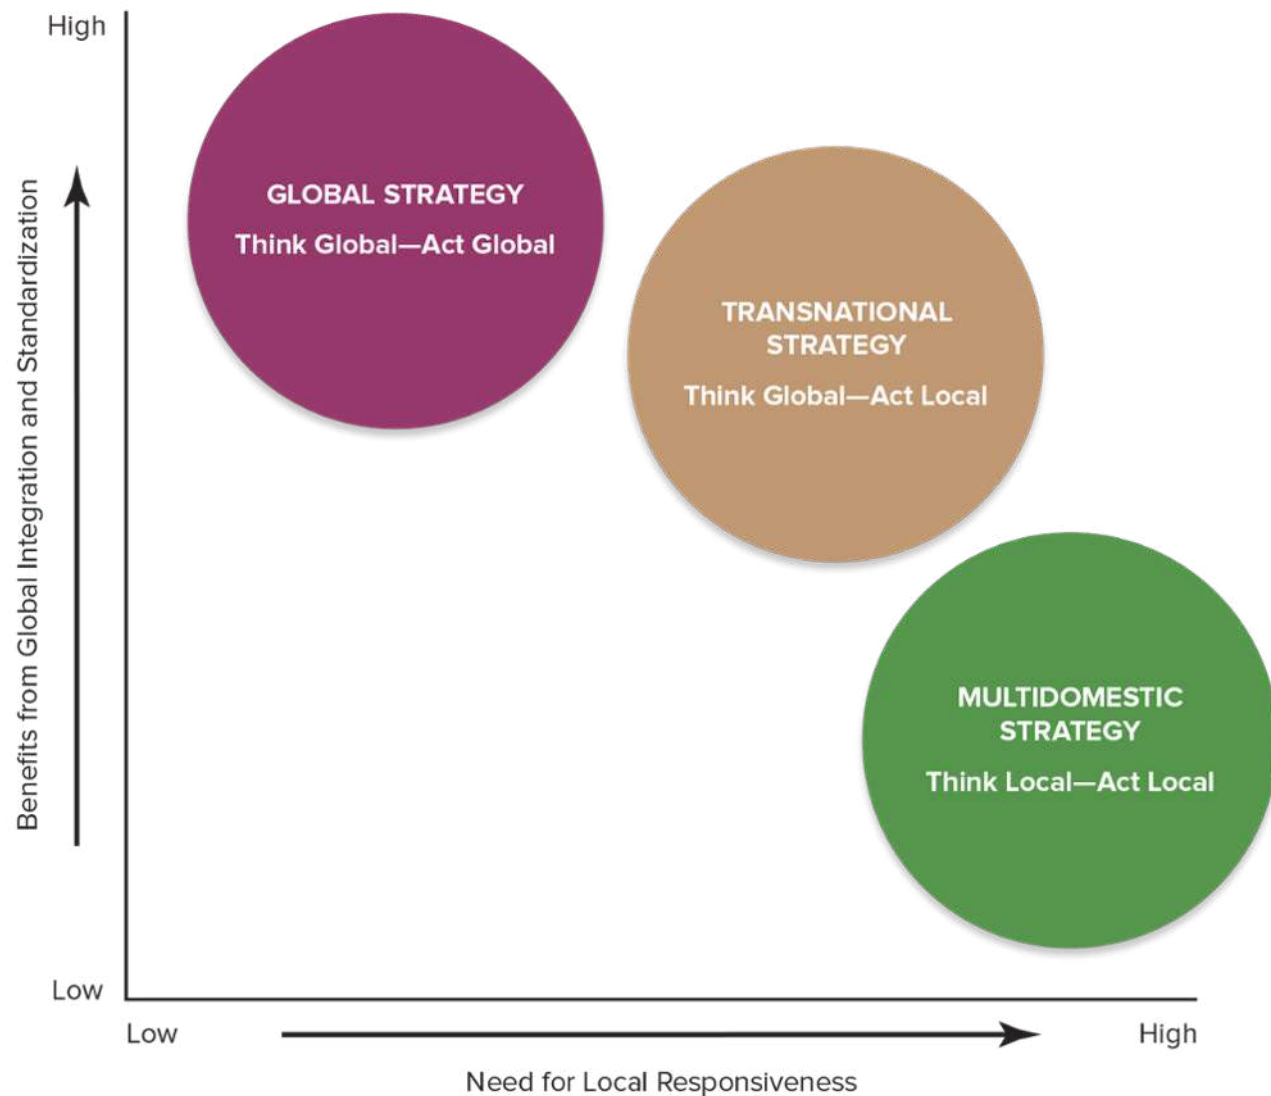 High
Benefits from Global Integration and Standardization
GLOBAL STRATEGY
Think Global—Act Global
TRANSNATIONAL
STRATEGY
Think Global—Act Local
MULTIDOMESTIC
STRATEGY
Think Local—Act Local
Low
Low
High
Need for Local Responsiveness